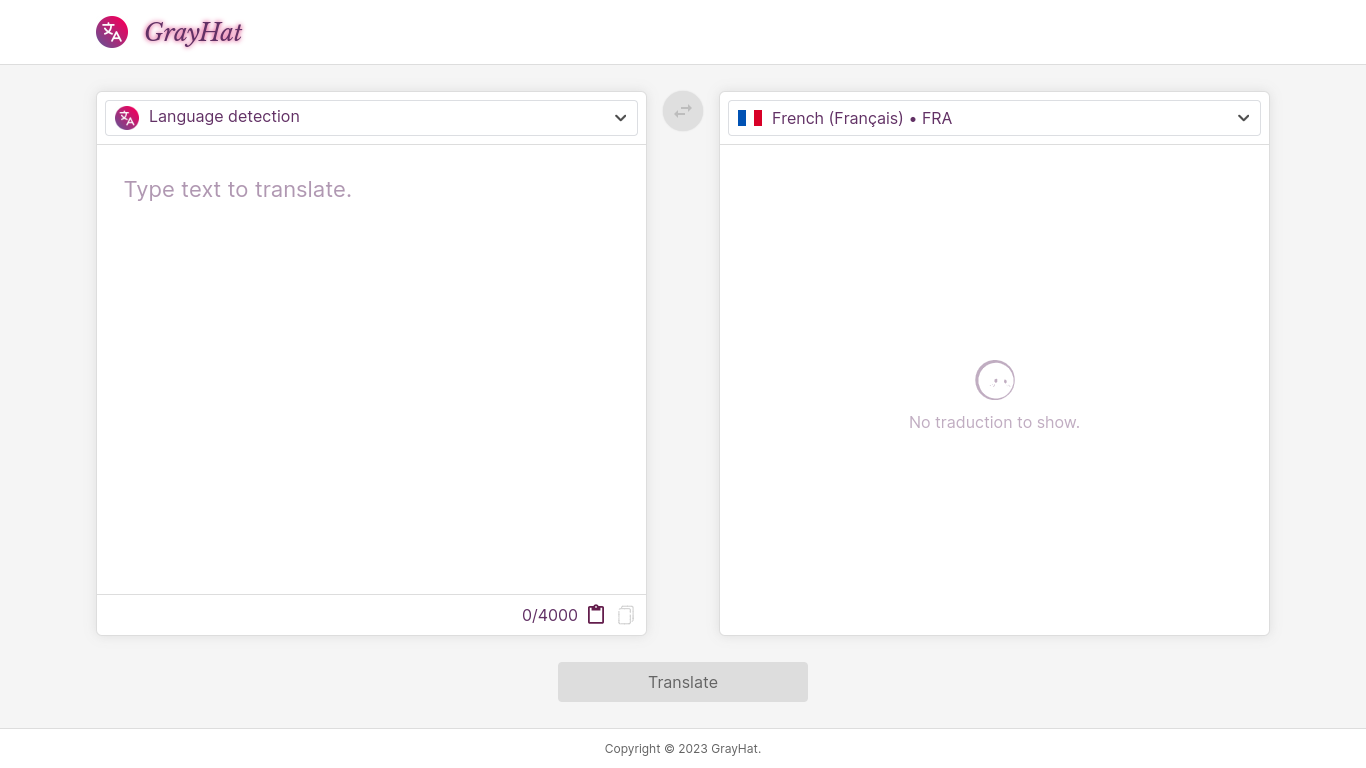 GrayHat
Language detection
French (Français) • FRA
Type text to translate.
No traduction to show.
0/4000
Translate
Copyright © 2023 GrayHat.